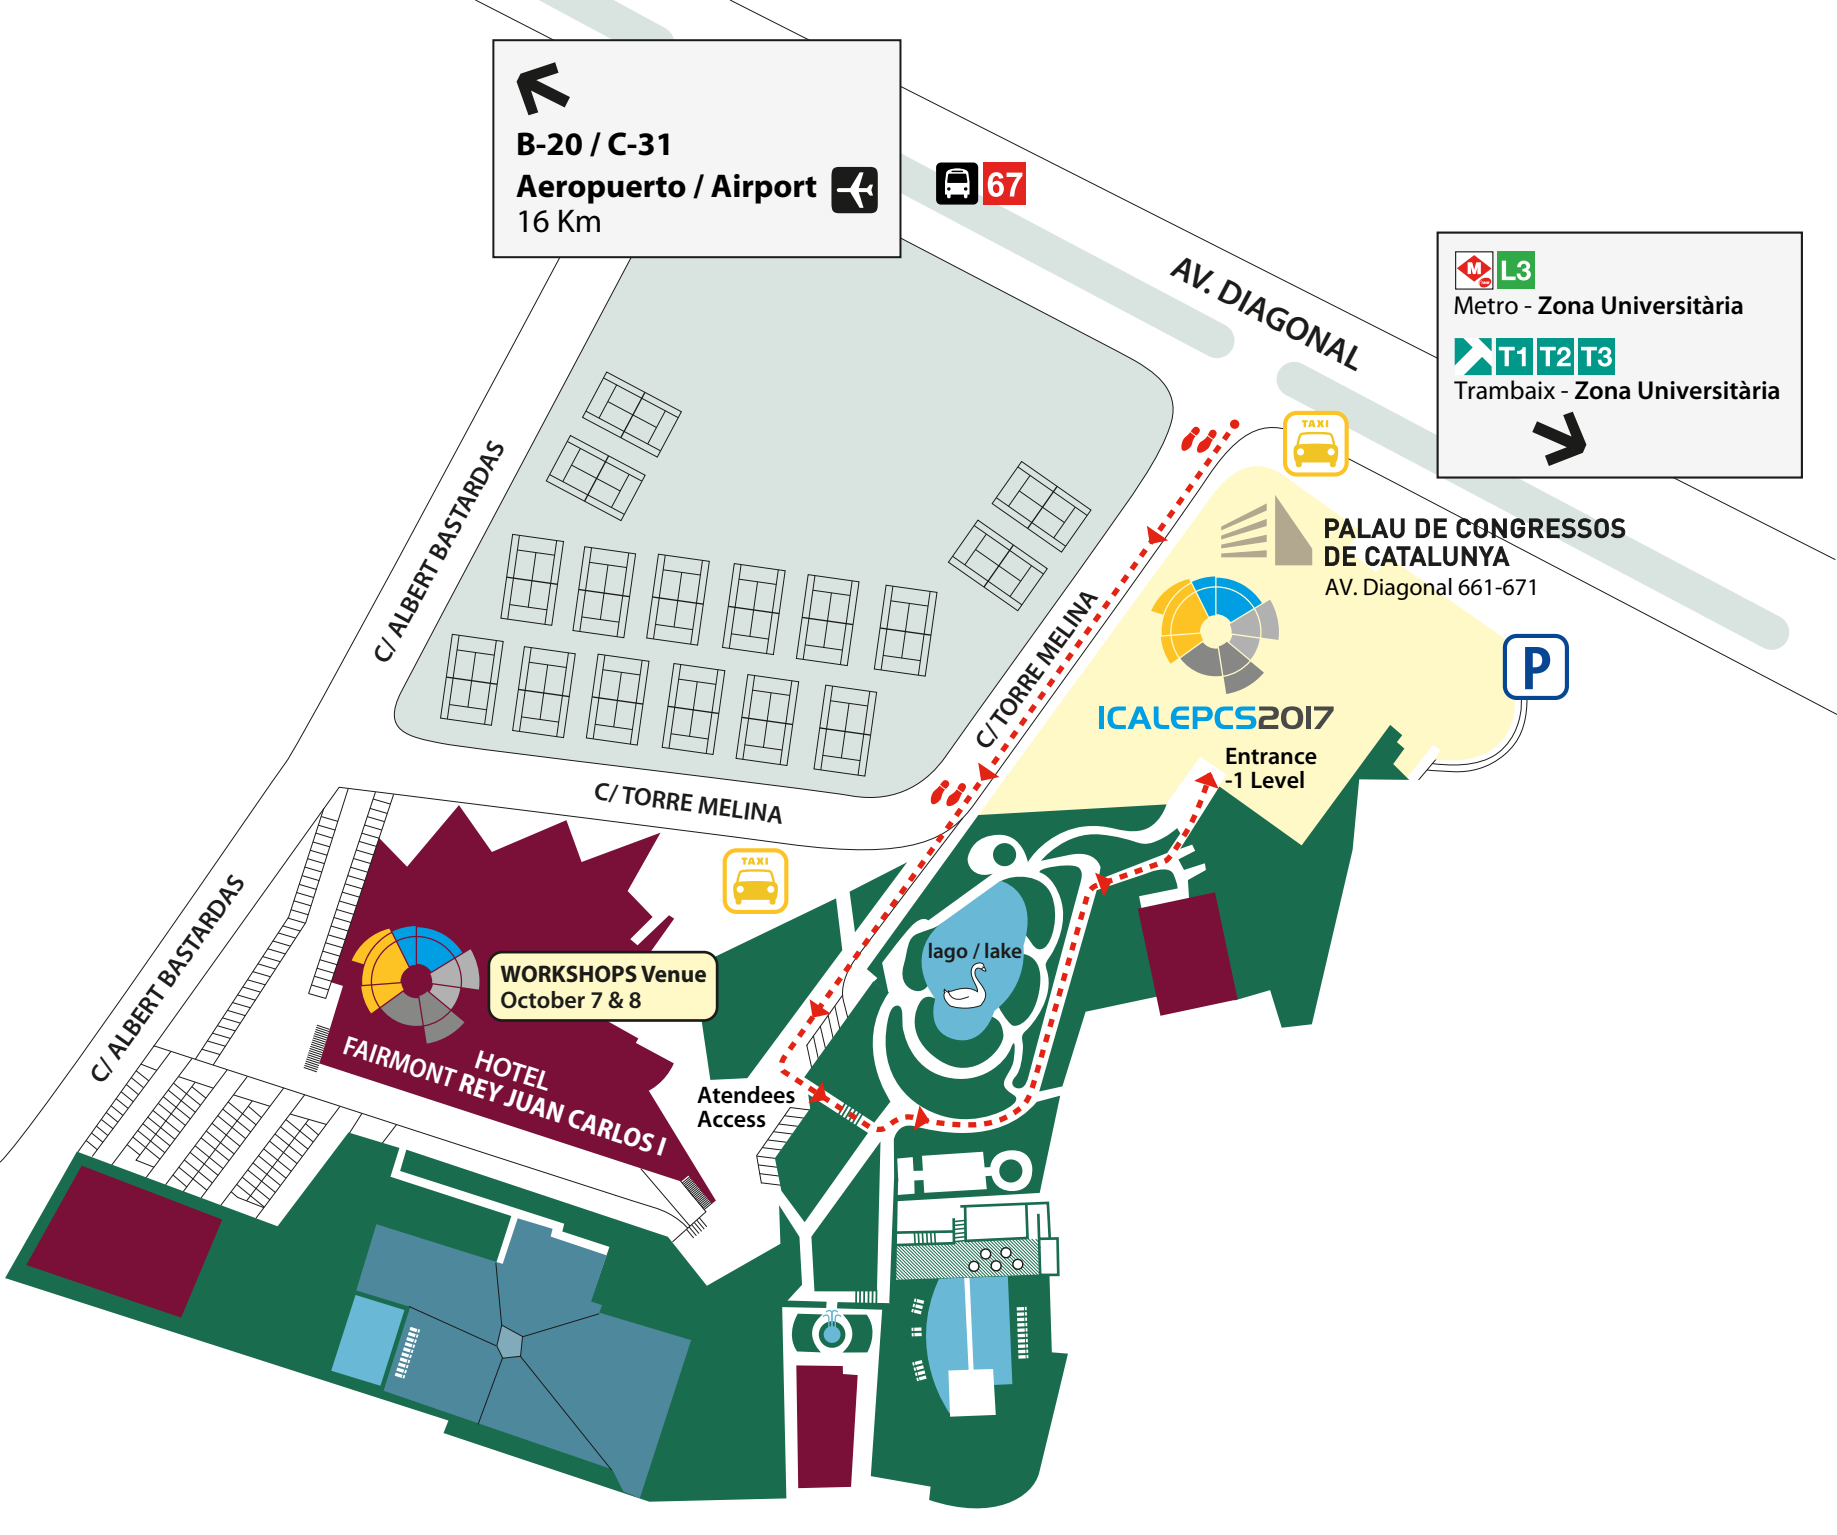 B-20 / C-31
Aeropuerto / Airport
16 Km
67
AV. DIAGONAL
M L3
Metro - Zona Universitària
T1 T2 T3
Trambaix - Zona Universitària
TAXI
PALAU DE CONGRESSOS
DE CATALUNYA
AV. Diagonal 661-671
P
C/ ALBERT BASTARDAS
C/ TORRE MELINA
ICALEPCS2017
Entrance
-1 Level
C/ TORRE MELINA
TAXI
C/ ALBERT BASTARDAS
lago / lake
WORKSHOPS Venue
October 7 & 8
HOTEL
FAIRMONT REY JUAN CARLOS I
Atendees
Access